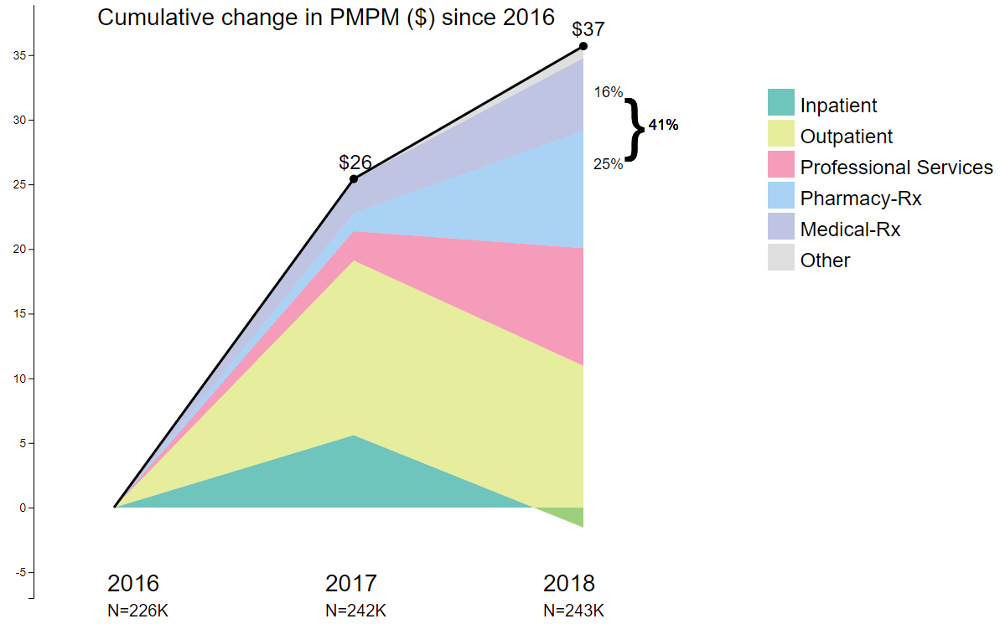 Cumulative change in PMPM ($) since 2016
$37
$26
35
30
25
20
15
10
5
0
-5
16%
41%
25%
Inpatient
Outpatient
Professional Services
Pharmacy-Rx
Medical-Rx
Other
2016
N=226K
2017
N=242K
2018
N=243K